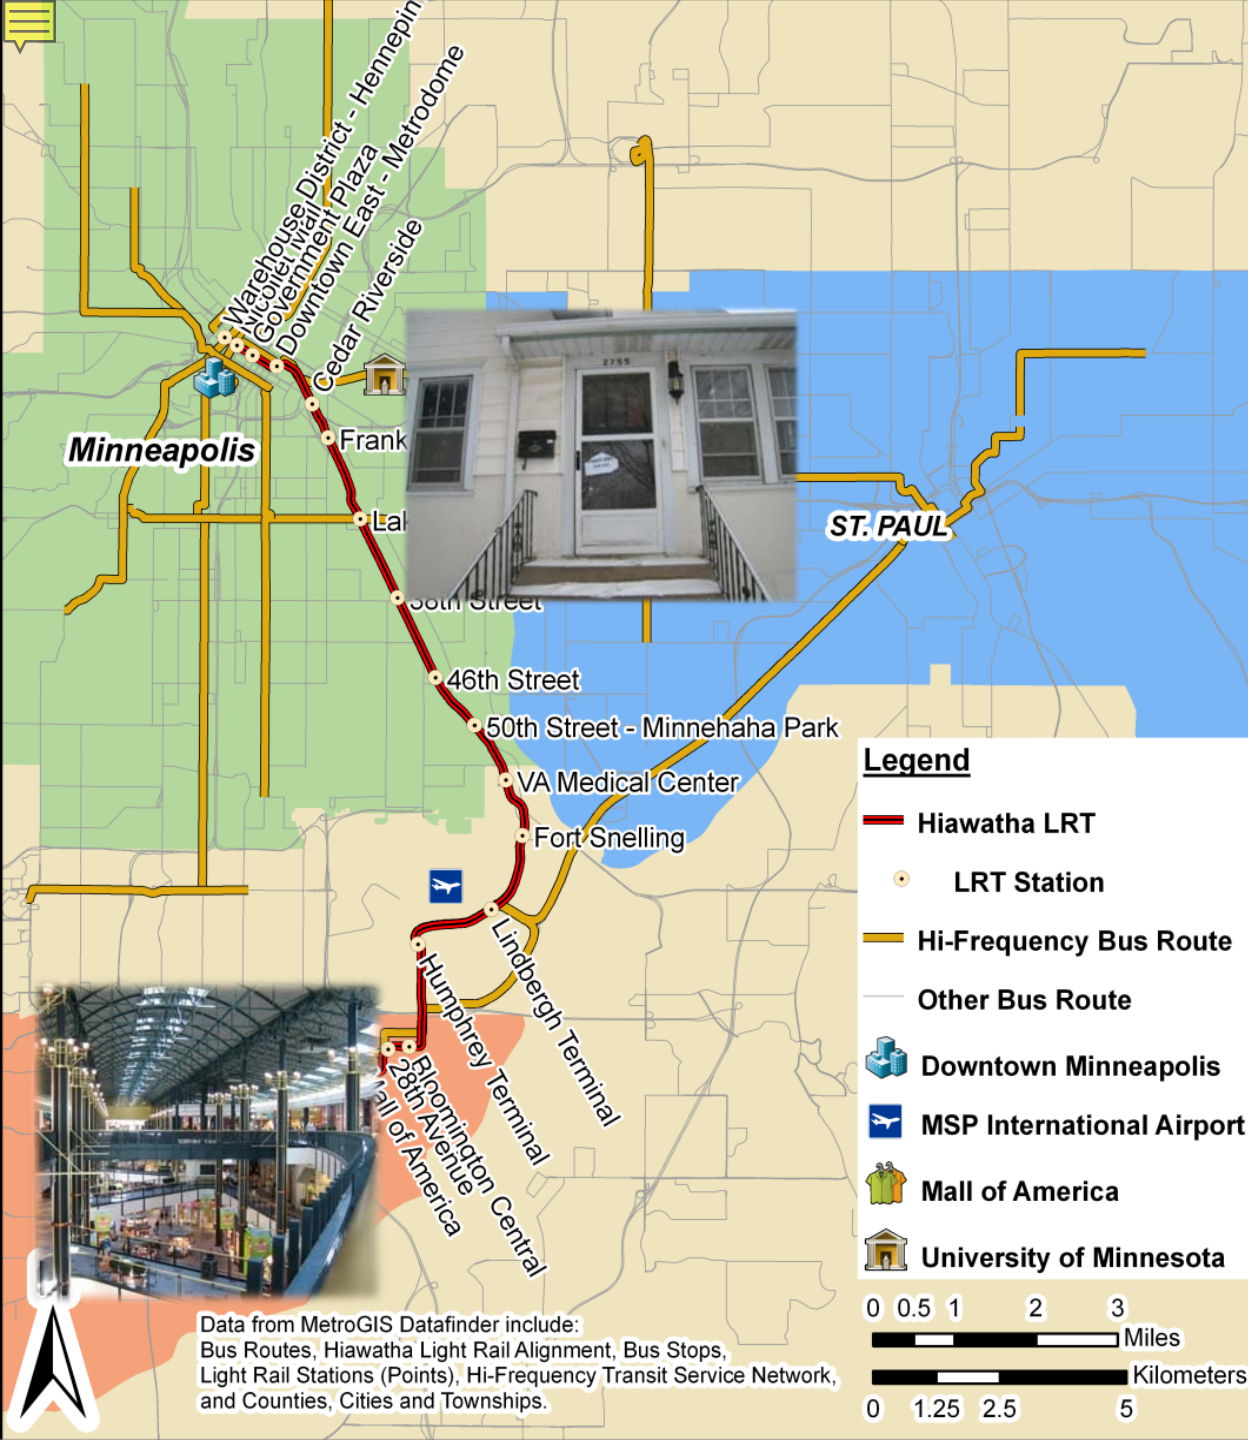 Warehouse District - Hennepin
Nicollet Mall
Government Plaza
Downtown East - Metrodome
Cedar Riverside
Frank
Minneapolis
Lak
38th Street
2755
ST. PAUL
46th Street
50th Street - Minnehaha Park
VA Medical Center
Fort Snelling
Lindbergh Terminal
Humphrey Terminal
Bloomington Central
28th Avenue
Mall of America
Legend
Hiawatha LRT
LRT Station
Hi-Frequency Bus Route
Other Bus Route
Downtown Minneapolis
MSP International Airport
Mall of America
University of Minnesota
0 0.5 1 2 3
Miles
Kilometers
0 1.25 2.5 5
Data from MetroGIS Datafinder include:
Bus Routes, Hiawatha Light Rail Alignment, Bus Stops,
Light Rail Stations (Points), Hi-Frequency Transit Service Network,
and Counties, Cities and Townships.